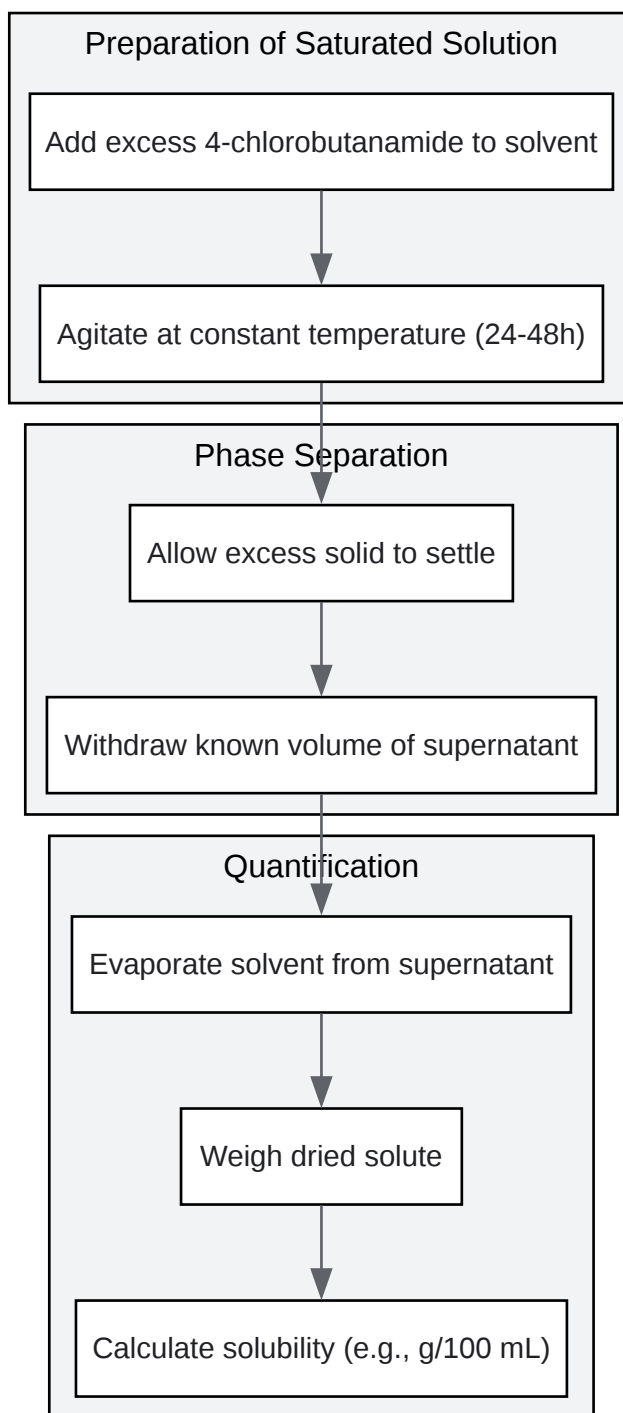 Preparation of Saturated Solution
Add excess 4-chlorobutanamide to solvent
Agitate at constant temperature (24-48h)
Phase Separation
Allow excess solid to settle
Withdraw known volume of supernatant
Quantification
Evaporate solvent from supernatant
Weigh dried solute
Calculate solubility (e.g., g/100 mL)